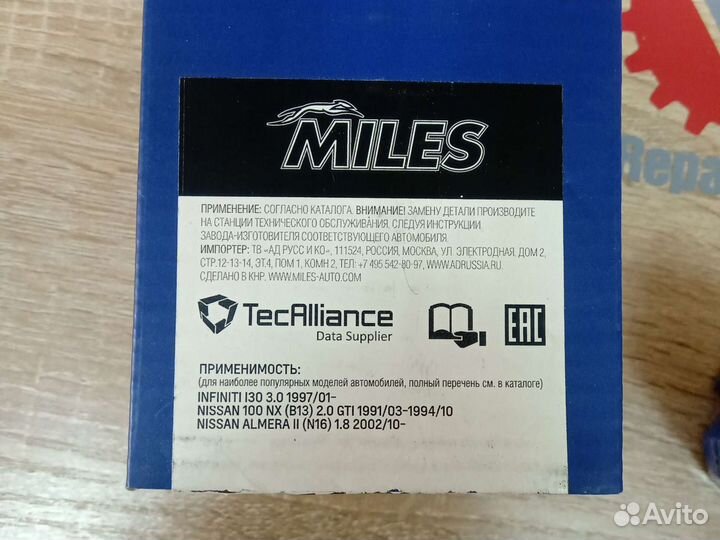 MILES
ПРИМЕНЕНИЕ: СОГЛАСНО КАТАЛОГА. ВНИМАНИЕ! ЗАМЕНУ ДЕТАЛИ ПРОИЗВОДИТЕ
НА СТАНЦИИ ТЕХНИЧЕСКОГО ОБСЛУЖИВАНИЯ, СЛЕДУЯ ИНСТРУКЦИИ
ЗАВОДА-ИЗГОТОВИТЕЛЯ СООТВЕТСТВУЮЩЕГО АВТОМОБИЛЯ.
ИМПОРТЕР: ТВ «АД РУСС И КО», 111524, РОССИЯ, МОСКВА, УЛ. ЭЛЕКТРОДНАЯ, ДОМ 2,
СТР.12-13-14, ЭТ.4, ПОМ 1, КОМН 2, ТЕЛ: +7 495 542-80-97, WWW.ADRUSSIA.RU
СДЕЛАНО В КНР. WWW.MILES-AUTO.COM
TecAlliance
Data Supplier
EAC
ПРИМЕНИМОСТЬ:
(для наиболее популярных моделей автомобилей, полный перечень см. в каталоге)
INFINITI I30 3.0 1997/01-
NISSAN 100 NX (B13) 2.0 GTI 1991/03-1994/10
NISSAN ALMERA II (N16) 1.8 2002/10-
Repa
Avito